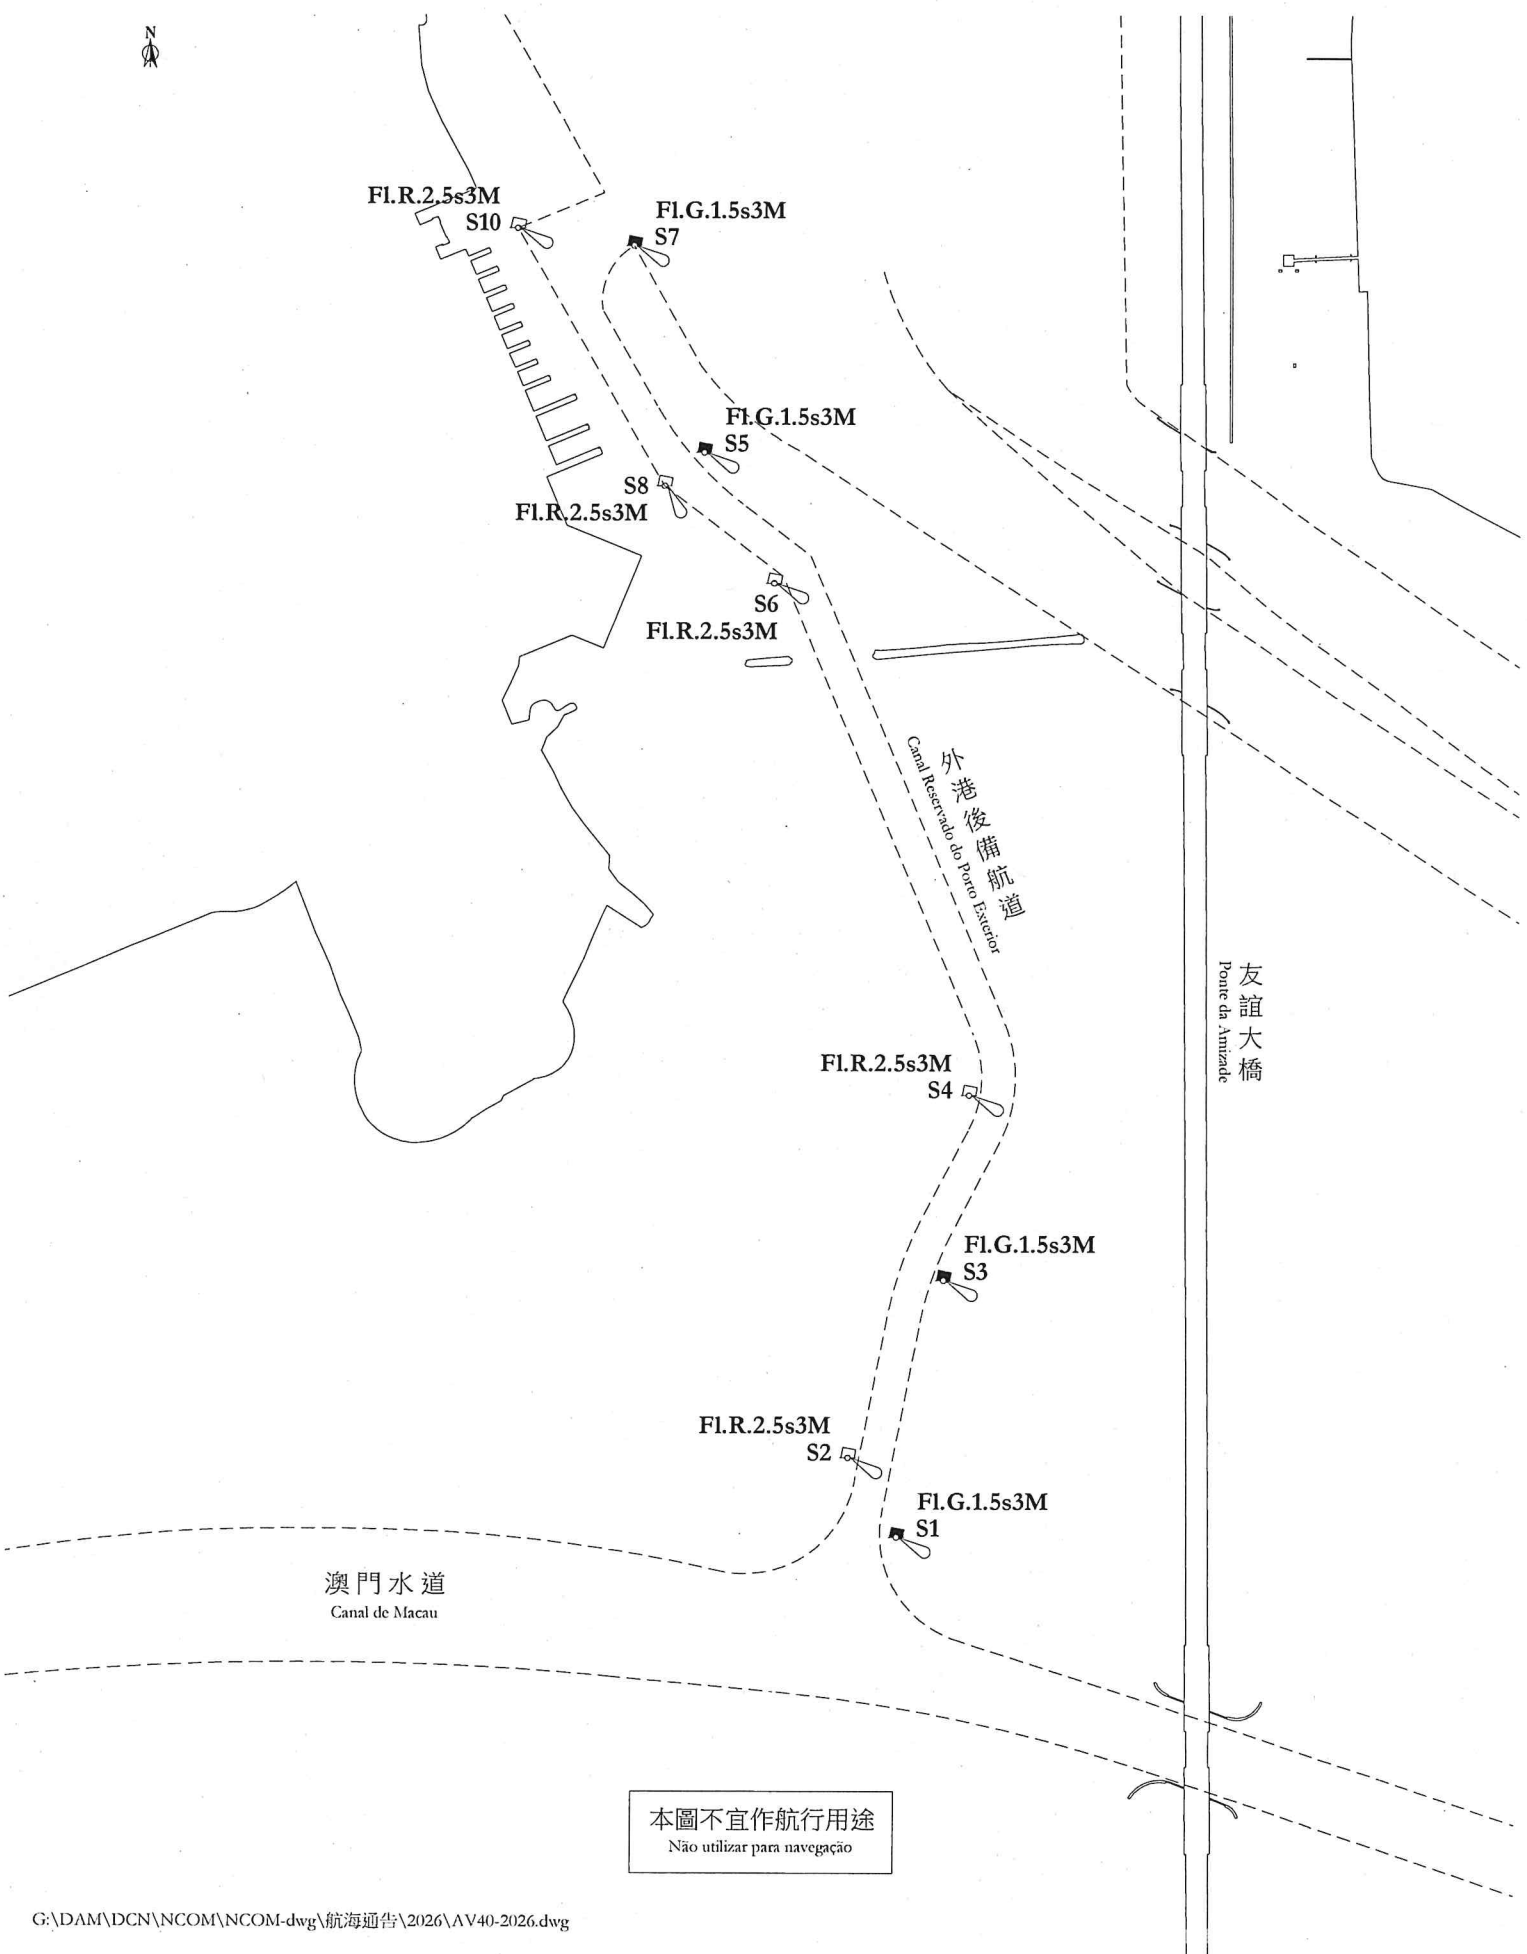 N
Fl.R.2.5s3M
S10
Fl.G.1.5s3M
S7
Fl.G.1.5s3M
S5
S8
Fl.R.2.5s3M
S6
Fl.R.2.5s3M
外港後備航道
Canal Reservado do Porto Exterior
友誼大橋
Ponte da Amizade
Fl.R.2.5s3M
S4
Fl.G.1.5s3M
S3
Fl.R.2.5s3M
S2
Fl.G.1.5s3M
S1
澳門水道
Canal de Macau
本圖不宜作航行用途
Não utilizar para navegação
G:\DAM\DCN\NCOM\NCOM-dwg\航海通告\2026\AV40-2026.dwg